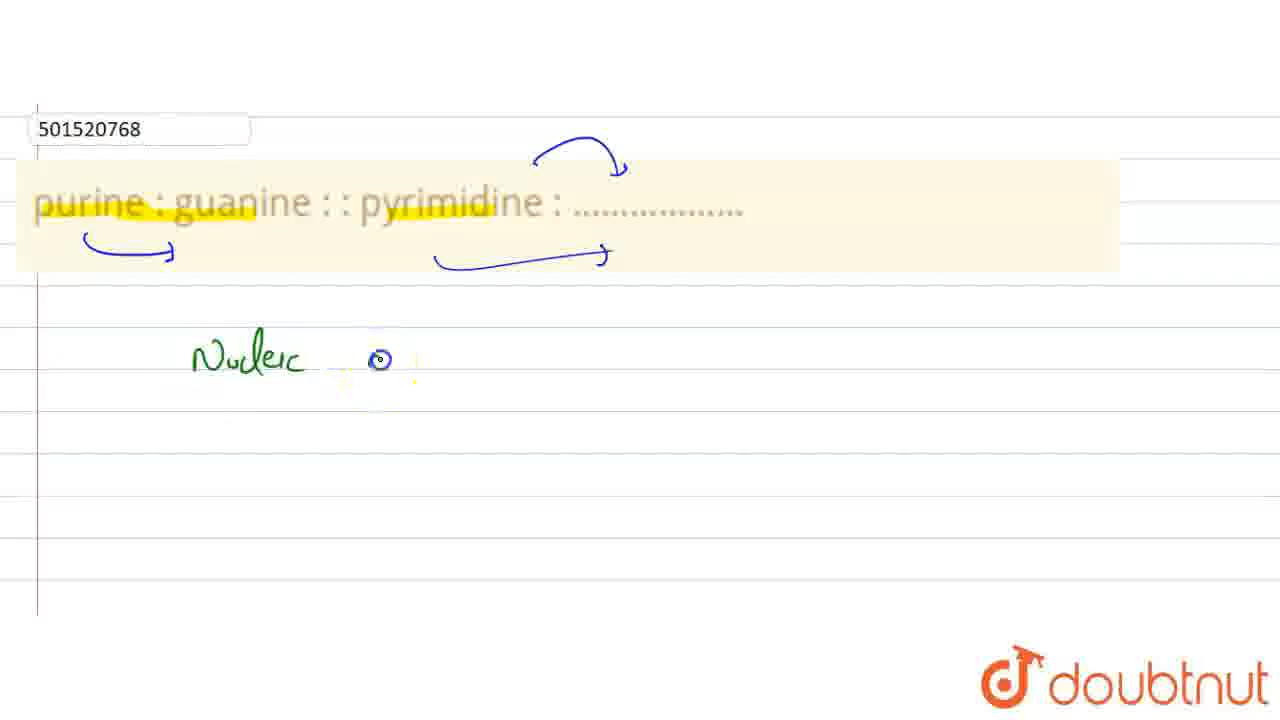 501520768
purine : guanine : : pyrimidine : ..................
Nucleic
doubtnut